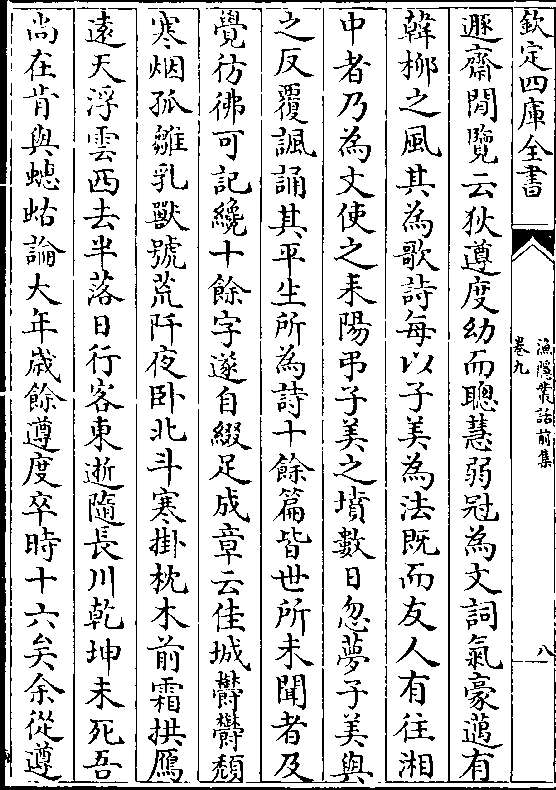 欽定四庫全書
漁隱叢話前集
卷九
八
遯齋閒覽云狄遵度幼而聰慧弱冠為文詞氣豪邁有
韓栁之風其為歌詩每以子美為法既而友人有往湘
中者乃為文使之耒陽弔子美之墳數日忽夢子美與
之反覆諷誦其平生所為詩十餘篇皆世所未聞者及
覺彷彿可記纔十餘字遂自綴足成章云佳城鬱鬱頽
寒烟孤雛乳獸號荒阡夜卧北斗寒掛枕木前霜拱鴈
逺天浮雲西去半落日行客東逝隨長川乾坤未死吾
尚在肯與蟪蛄論大年歲餘遵度卒時十六矣余從遵